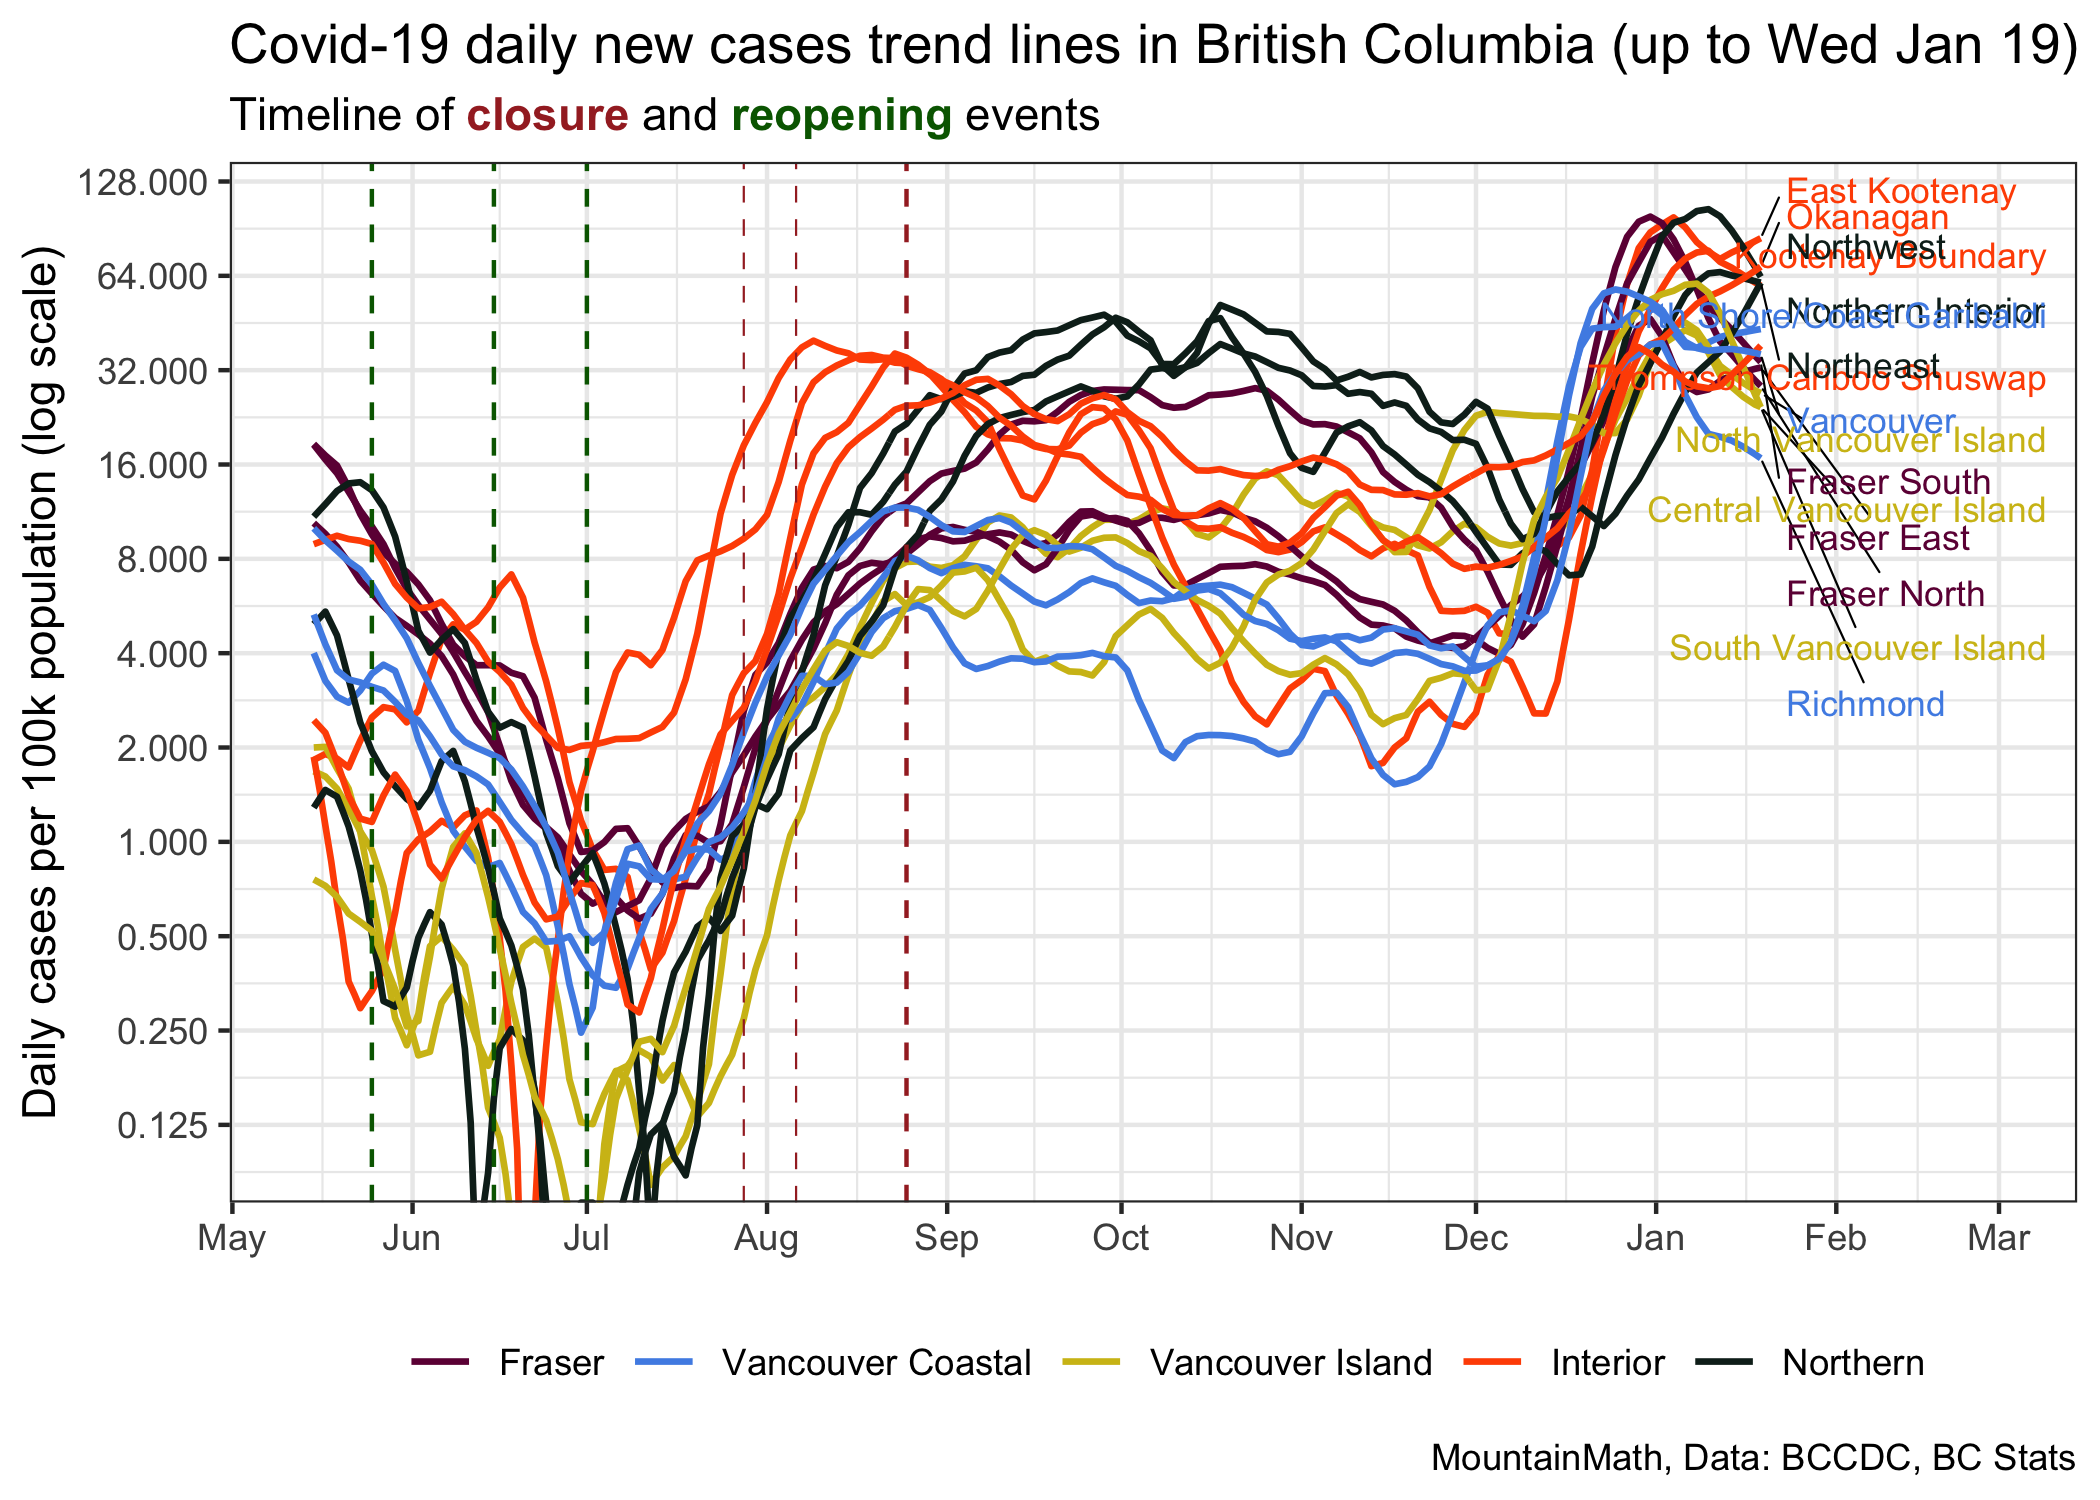 Covid-19 daily new cases trend lines in British Columbia (up to Wed Jan 19)
Timeline of closure and reopening events
Daily cases per 100k population (log scale)
128.000
64.000
32.000
16.000
8.000
4.000
2.000
1.000
0.500
0.250
0.125
East Kootenay
Okanagan
Northwest
Kootenay Boundary
Northern Interior
North Shore/Coast Garibaldi
Northeast
Thompson Cariboo Shuswap
Vancouver
North Vancouver Island
Fraser South
Central Vancouver Island
Fraser East
Fraser North
South Vancouver Island
Richmond
May Jun Jul Aug Sep Oct Nov Dec Jan Feb Mar
Fraser Vancouver Coastal Vancouver Island Interior Northern
MountainMath, Data: BCCDC, BC Stats